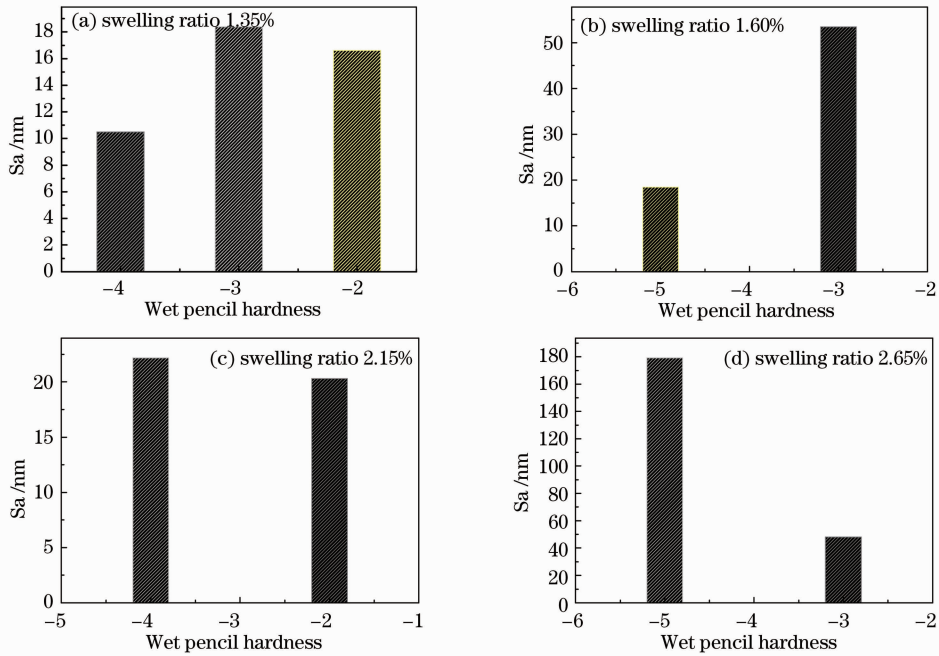 (a) swelling ratio 1.35%
18
16
14
12
10
8
6
4
2
0
Sa /nm
−4 −3 −2
Wet pencil hardness
(b) swelling ratio 1.60%
50
40
30
20
10
0
Sa /nm
−6 −5 −4 −3 −2
Wet pencil hardness
(c) swelling ratio 2.15%
20
15
10
5
0
Sa /nm
−5 −4 −3 −2 −1
Wet pencil hardness
(d) swelling ratio 2.65%
180
160
140
120
100
80
60
40
20
0
Sa /nm
−6 −5 −4 −3 −2
Wet pencil hardness